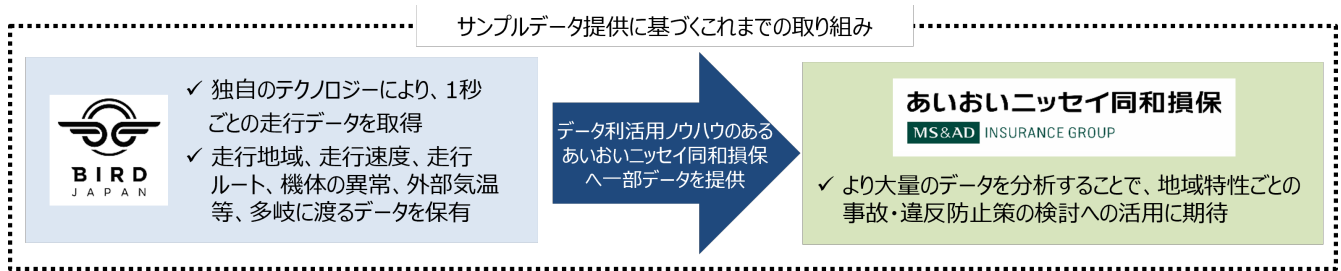 サンプルデータ提供に基づくこれまでの取り組み
BIRD
JAPAN
✓ 独自のテクノロジーにより、1秒
ごとの走行データを取得
✓ 走行地域、走行速度、走行
ルート、機体の異常、外部気温
等、多岐に渡るデータを保有
データ利活用ノウハウのある
あいおいニッセイ同和損保
へ一部データを提供
あいおいニッセイ同和損保
MS&AD INSURANCE GROUP
✓ より大量のデータを分析することで、地域特性ごとの
事故・違反防止策の検討への活用に期待